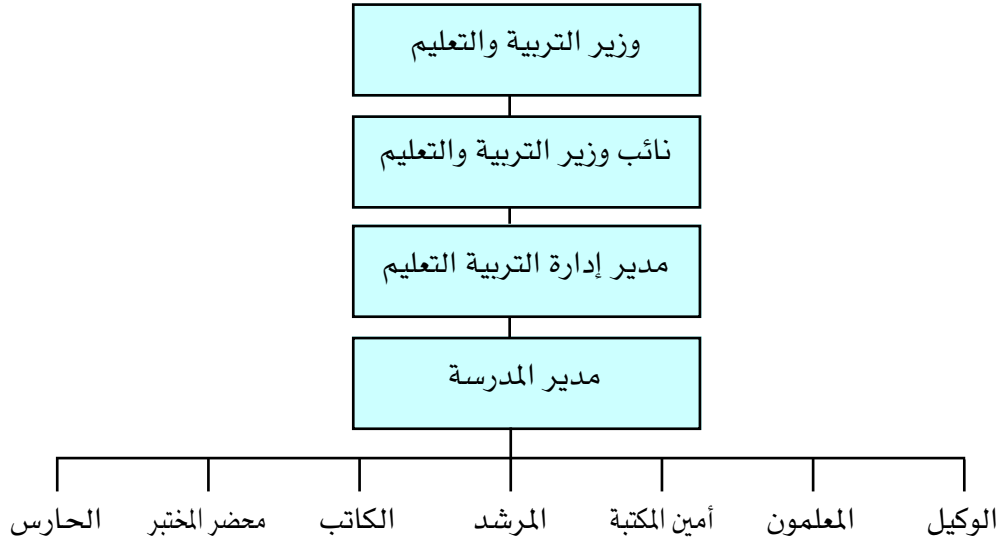 وزير التربية والتعليم
نائب وزير التربية والتعليم
مدير إدارة التربية التعليم
مدير المدرسة
الوكيل
المعلمون
أمين المكتبة
المرشد
الكاتب
محضر المختبر
الحارس